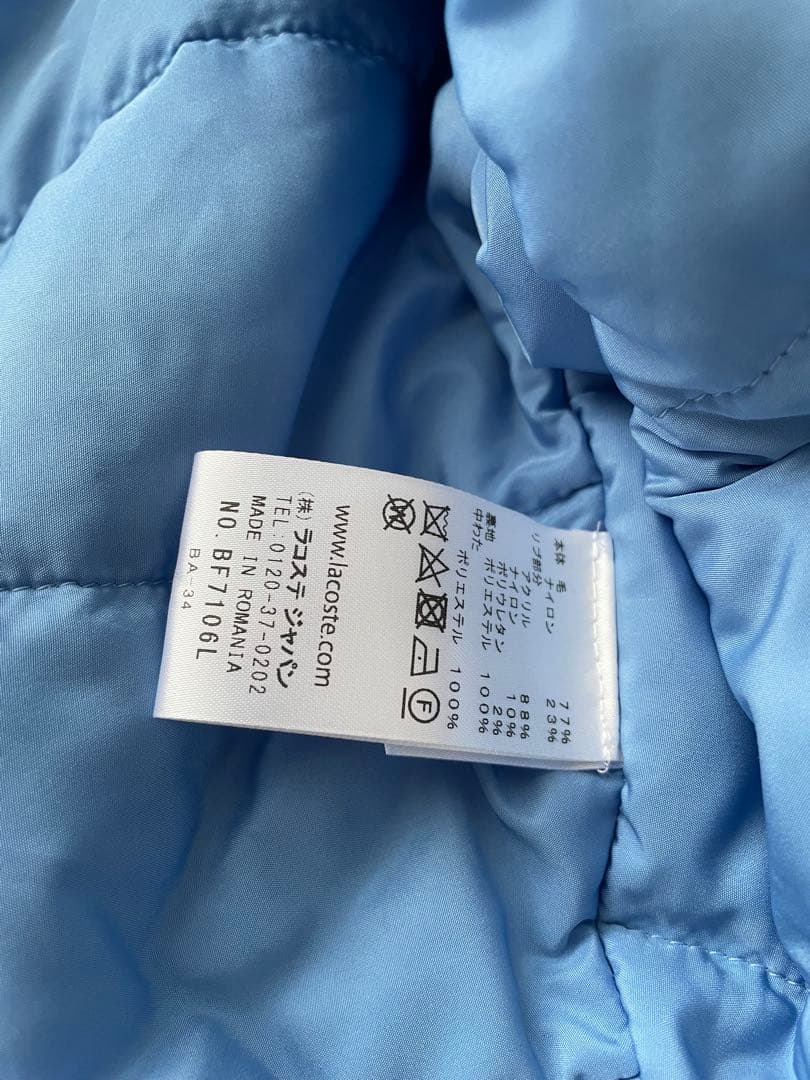 本体 毛 77%
ナイロン 23%
リブ部分 アクリル 88%
ナイロン 10%
ポリウレタン 2%
裏地 ポリエステル 100%
中わた ポリエステル 100%
F
W
www.lacoste.com
(株)ラコステ ジャパン
TEL:0120-37-0202
MADE IN ROMANIA
NO. BF7106L
BA-34